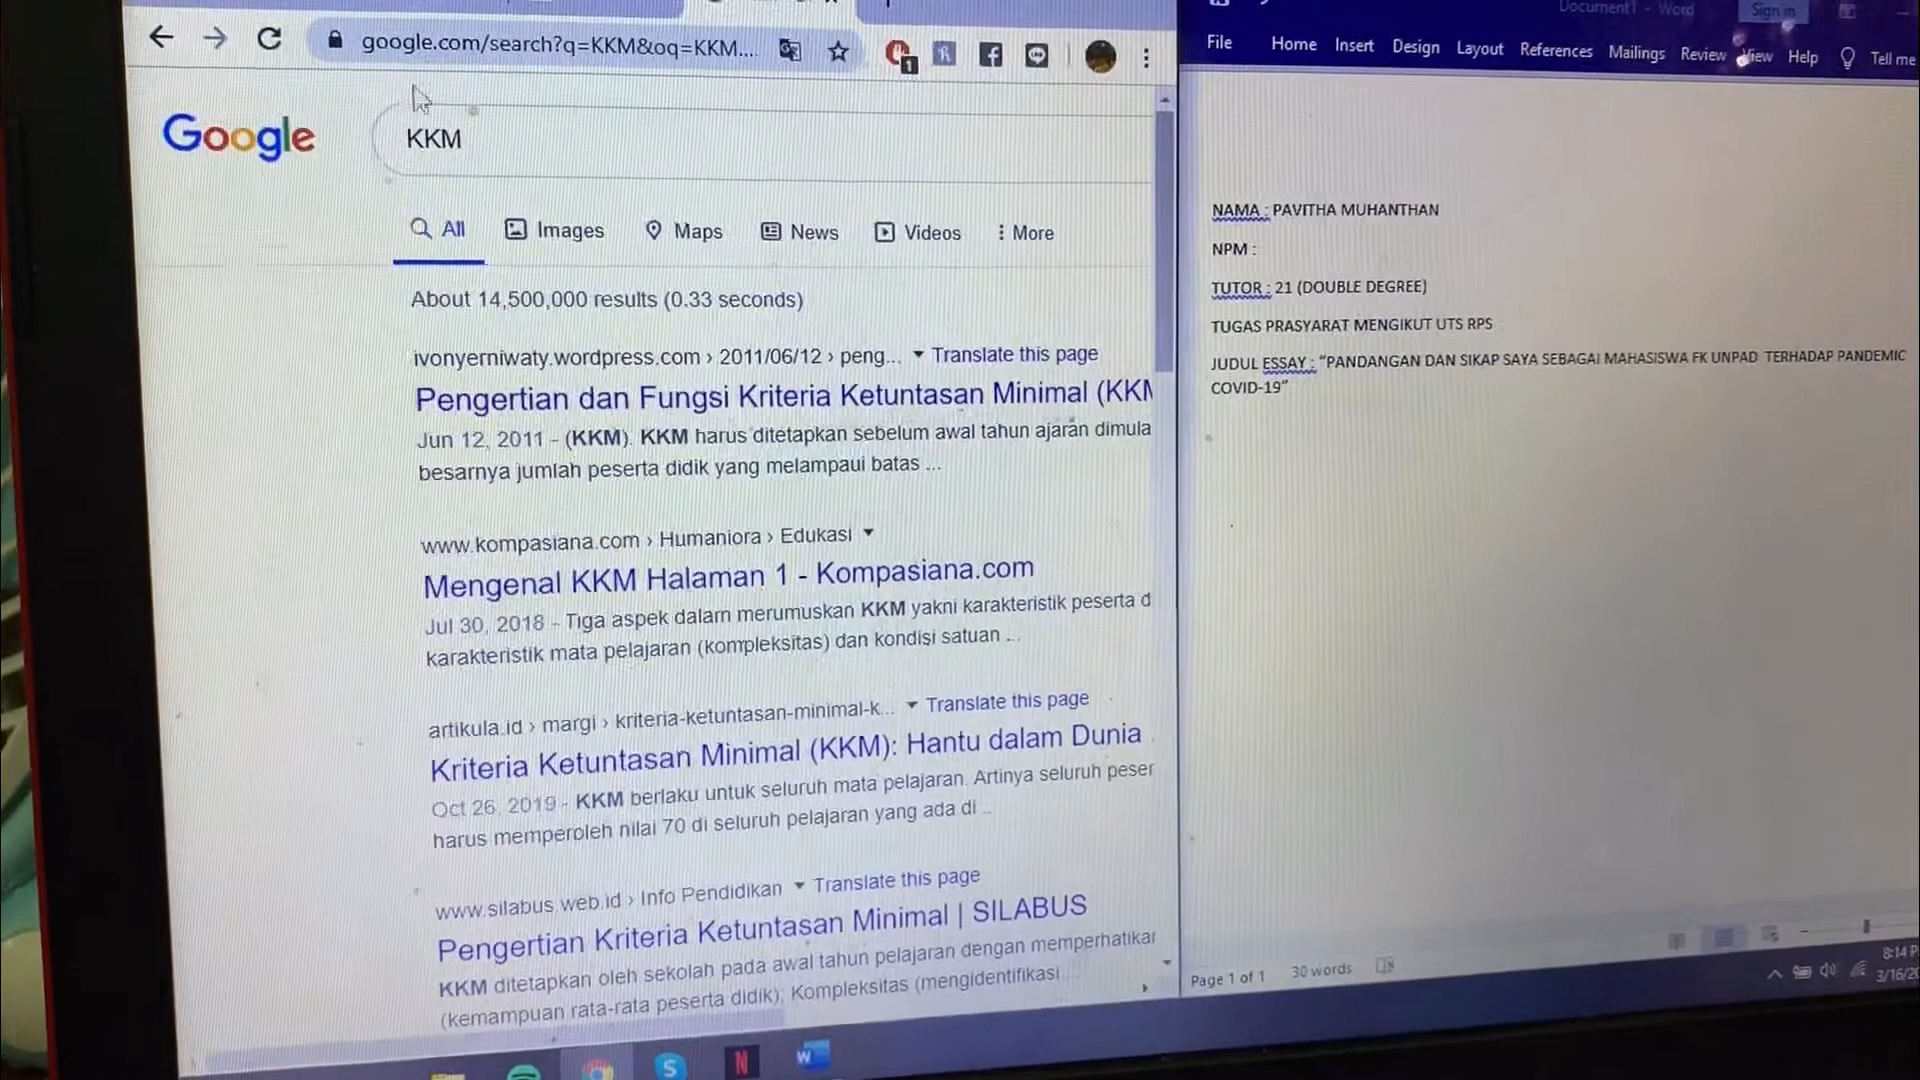 google.com/search?q=KKM&oq=KKM....
Google
KKM
All Images Maps News Videos More
About 14,500,000 results (0.33 seconds)
ivonyerniwaty.wordpress.com › 2011/06/12 › peng... Translate this page
Pengertian dan Fungsi Kriteria Ketuntasan Minimal (KKM
Jun 12, 2011 - (KKM). KKM harus ditetapkan sebelum awal tahun ajaran dimula
besarnya jumlah peserta didik yang melampaui batas ...
www.kompasiana.com › Humaniora › Edukasi
Mengenal KKM Halaman 1 - Kompasiana.com
Jul 30, 2018 - Tiga aspek dalam merumuskan KKM yakni karakteristik peserta d
karakteristik mata pelajaran (kompleksitas) dan kondisi satuan ...
artikula.id › margi › kriteria-ketuntasan-minimal-k... Translate this page
Kriteria Ketuntasan Minimal (KKM): Hantu dalam Dunia
Oct 26, 2019 - KKM berlaku untuk seluruh mata pelajaran. Artinya seluruh peser
harus memperoleh nilai 70 di seluruh pelajaran yang ada di ...
www.silabus.web.id › Info Pendidikan Translate this page
Pengertian Kriteria Ketuntasan Minimal | SILABUS
KKM ditetapkan oleh sekolah pada awal tahun pelajaran dengan memperhatikan
(kemampuan rata-rata peserta didik); Kompleksitas (mengidentifikasi ...
Document1 - Word Sign in
File Home Insert Design Layout References Mailings Review View Help Tell me
NAMA : PAVITHA MUHANTHAN
NPM :
TUTOR : 21 (DOUBLE DEGREE)
TUGAS PRASYARAT MENGIKUT UTS RPS
JUDUL ESSAY : “PANDANGAN DAN SIKAP SAYA SEBAGAI MAHASISWA FK UNPAD TERHADAP PANDEMIC
COVID-19”
Page 1 of 1 30 words
8:14 P
3/16/20